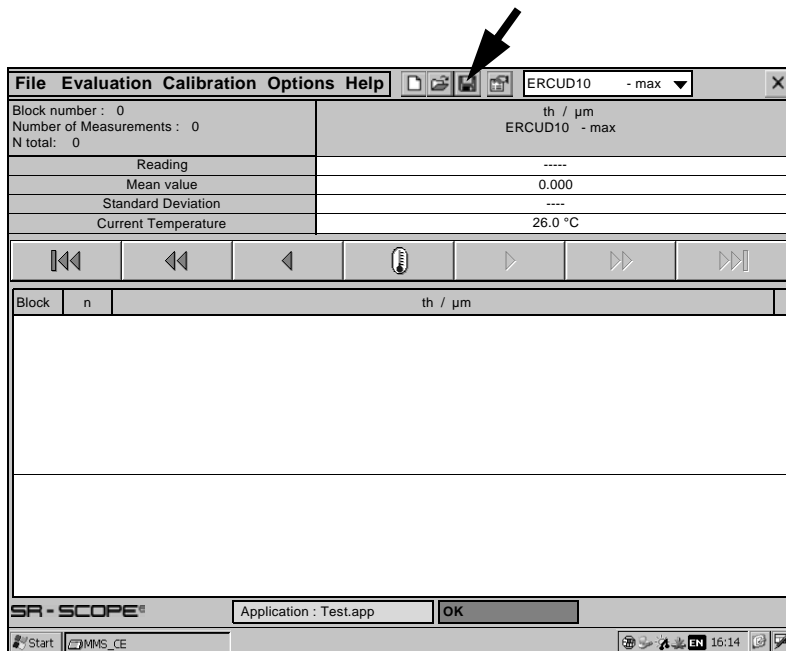 File Evaluation Calibration Options Help ERCUD10 - max
Block number : 0
Number of Measurements : 0
N total: 0
th / µm
ERCUD10 - max
Reading -----
Mean value 0.000
Standard Deviation ----
Current Temperature 26.0 °C
Block n th / µm
SR-SCOPE® Application : Test.app OK
Start MMS_CE EN 16:14